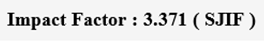 Impact Factor : 3.371 ( SJIF )